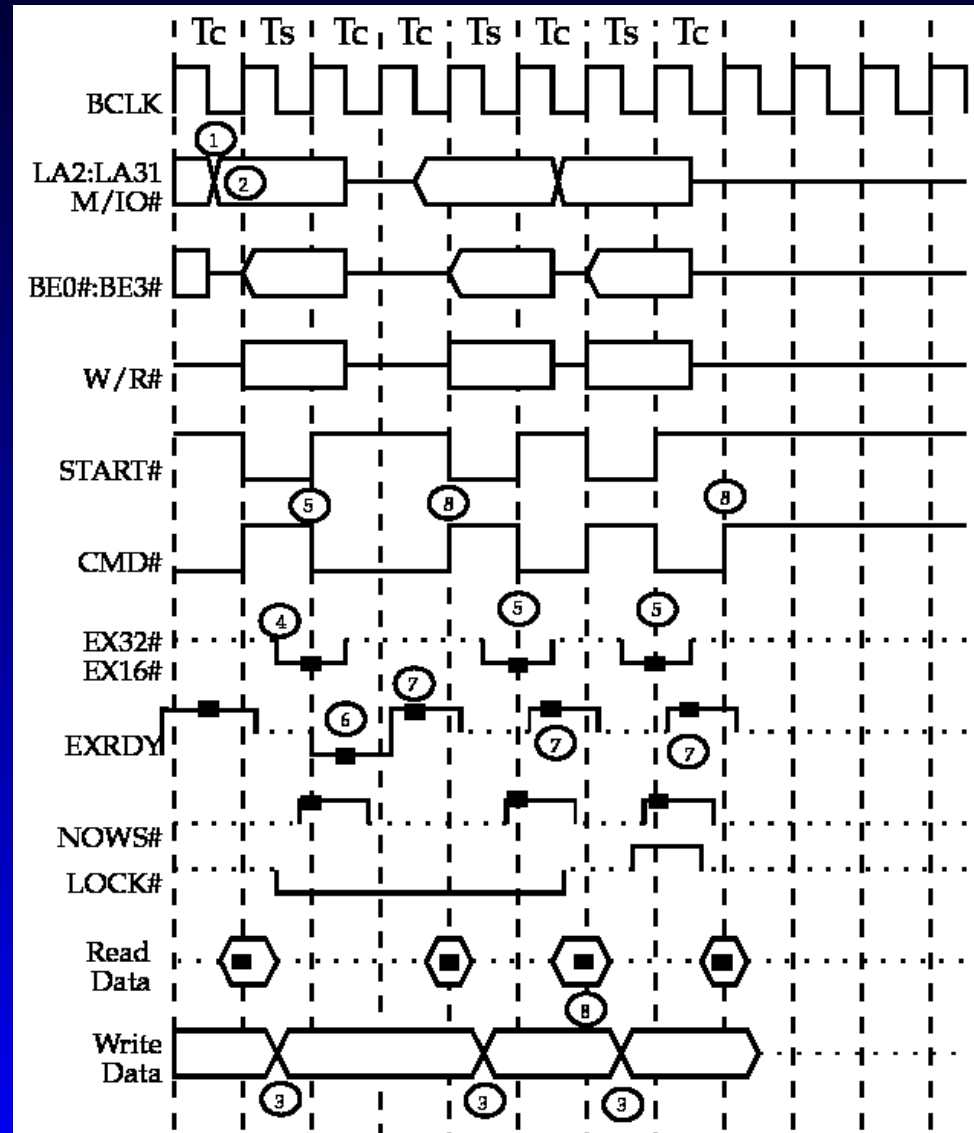 Tc Ts Tc Tc Ts Tc Ts Tc
BCLK
1
LA2:LA31
2
M/IO#
BE0#:BE3#
W/R#
START#
5 8 8
CMD#
4 5 5
EX32#
EX16#
7
6
EXRDY 7 7
NOWS#
LOCK#
Read
Data
8
Write
Data
3 3 3